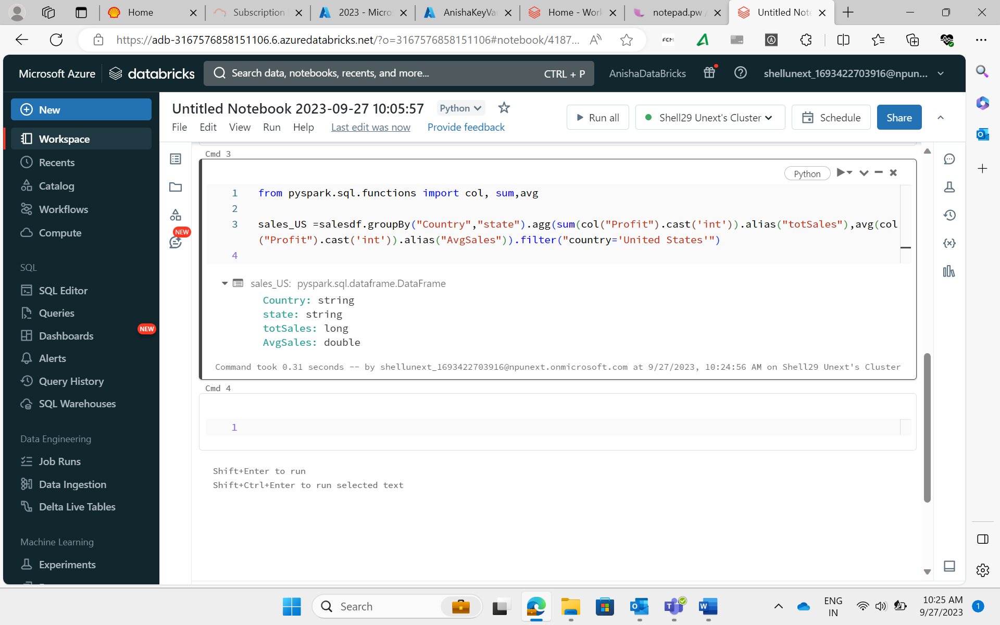 Home
Subscription
2023 - Micro
AnishaKeyVa
Home - Work
notepad.pw /
Untitled Note
https://adb-3167576858151106.6.azuredatabricks.net/?o=3167576858151106#notebook/4187...
FCM
Microsoft Azure
databricks
Search data, notebooks, recents, and more...
CTRL + P
AnishaDataBricks
shellunext_1693422703916@npun...
New
Workspace
Recents
Catalog
Workflows
Compute
SQL
SQL Editor
Queries
Dashboards
NEW
Alerts
Query History
SQL Warehouses
Data Engineering
Job Runs
Data Ingestion
Delta Live Tables
Machine Learning
Experiments
Untitled Notebook 2023-09-27 10:05:57
Python
File Edit View Run Help Last edit was now Provide feedback
Run all
Shell29 Unext's Cluster
Schedule
Share
NEW
Cmd 3
Python
1 from pyspark.sql.functions import col, sum,avg
2
3 sales_US =salesdf.groupBy("Country","state").agg(sum(col("Profit").cast('int')).alias("totSales"),avg(col
("Profit").cast('int')).alias("AvgSales")).filter("country='United States'")
4
sales_US: pyspark.sql.dataframe.DataFrame
Country: string
state: string
totSales: long
AvgSales: double
Command took 0.31 seconds -- by shellunext_1693422703916@npunext.onmicrosoft.com at 9/27/2023, 10:24:56 AM on Shell29 Unext's Cluster
Cmd 4
1
Shift+Enter to run
Shift+Ctrl+Enter to run selected text
Search
ENG
IN
10:25 AM
9/27/2023
1